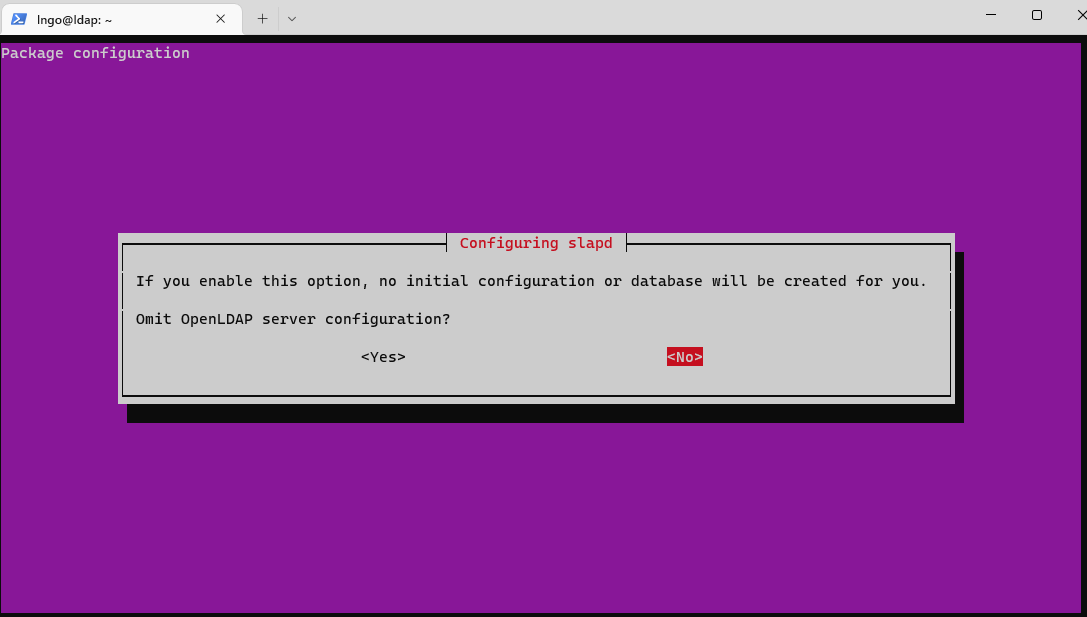 lngo@ldap: ~
Package configuration
Configuring slapd
If you enable this option, no initial configuration or database will be created for you.
Omit OpenLDAP server configuration?
<Yes> <No>